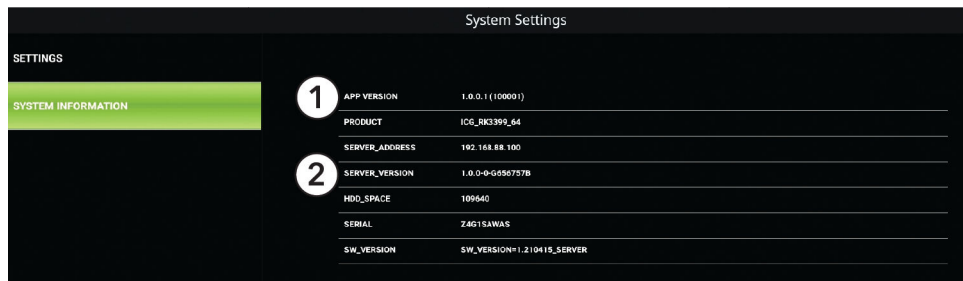 System Settings
SETTINGS
SYSTEM INFORMATION
1 APP VERSION 1.0.0.1 (100001)
PRODUCT ICG_RK3399_64
SERVER_ADDRESS 192.168.88.100
2 SERVER_VERSION 1.0.0-0-G656757B
HDD_SPACE 109640
SERIAL Z4G1SAWAS
SW_VERSION SW_VERSION=1.210415_SERVER